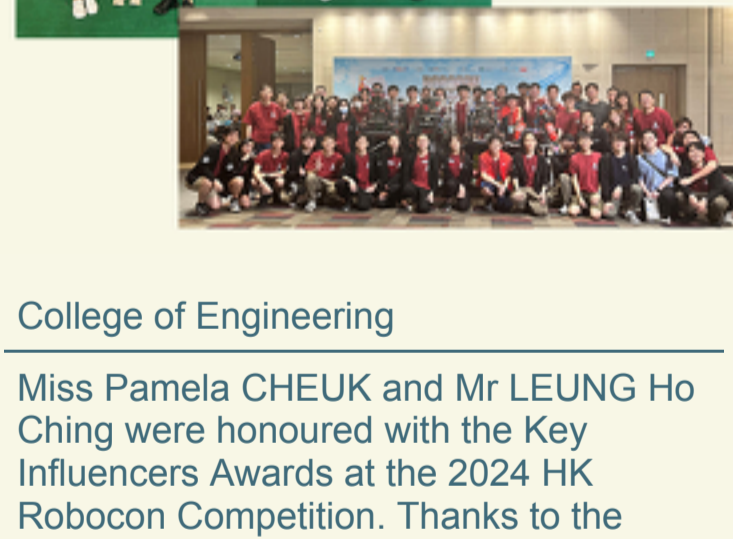 College of Engineering
Miss Pamela CHEUK and Mr LEUNG Ho
Ching were honoured with the Key
Influencers Awards at the 2024 HK
Robocon Competition. Thanks to the